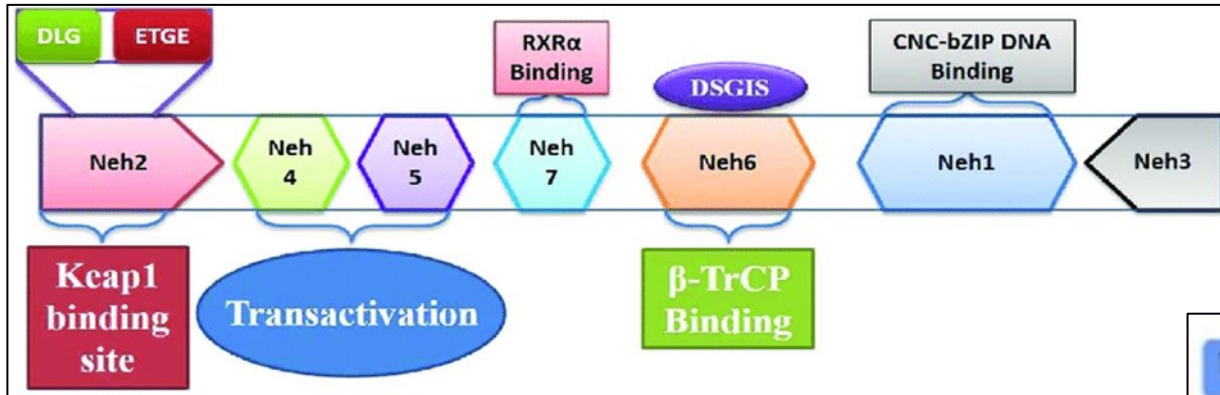 DLG
ETGE
RXRα
Binding
DSGIS
CNC-bZIP DNA
Binding
Neh2
Neh
4
Neh
5
Neh
7
Neh6
Neh1
Neh3
Keap1
binding
site
Transactivation
β-TrCP
Binding